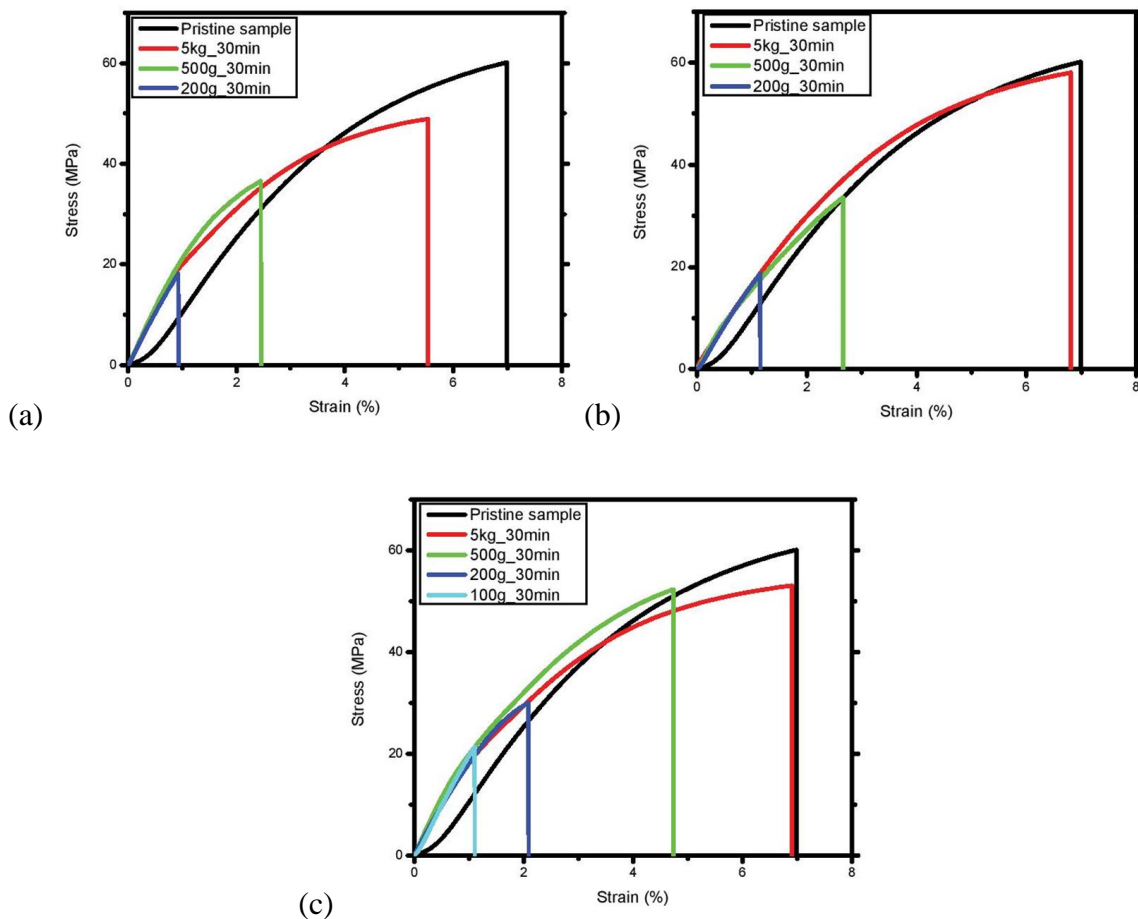 Pristine sample
5kg_30min
500g_30min
200g_30min
60
40
20
0
0 2 4 6 8
Stress (MPa)
Strain (%)
(a)
Pristine sample
5kg_30min
500g_30min
200g_30min
60
40
20
0
0 2 4 6 8
Stress (MPa)
Strain (%)
(b)
Pristine sample
5kg_30min
500g_30min
200g_30min
100g_30min
60
40
20
0
0 2 4 6 8
Stress (MPa)
Strain (%)
(c)